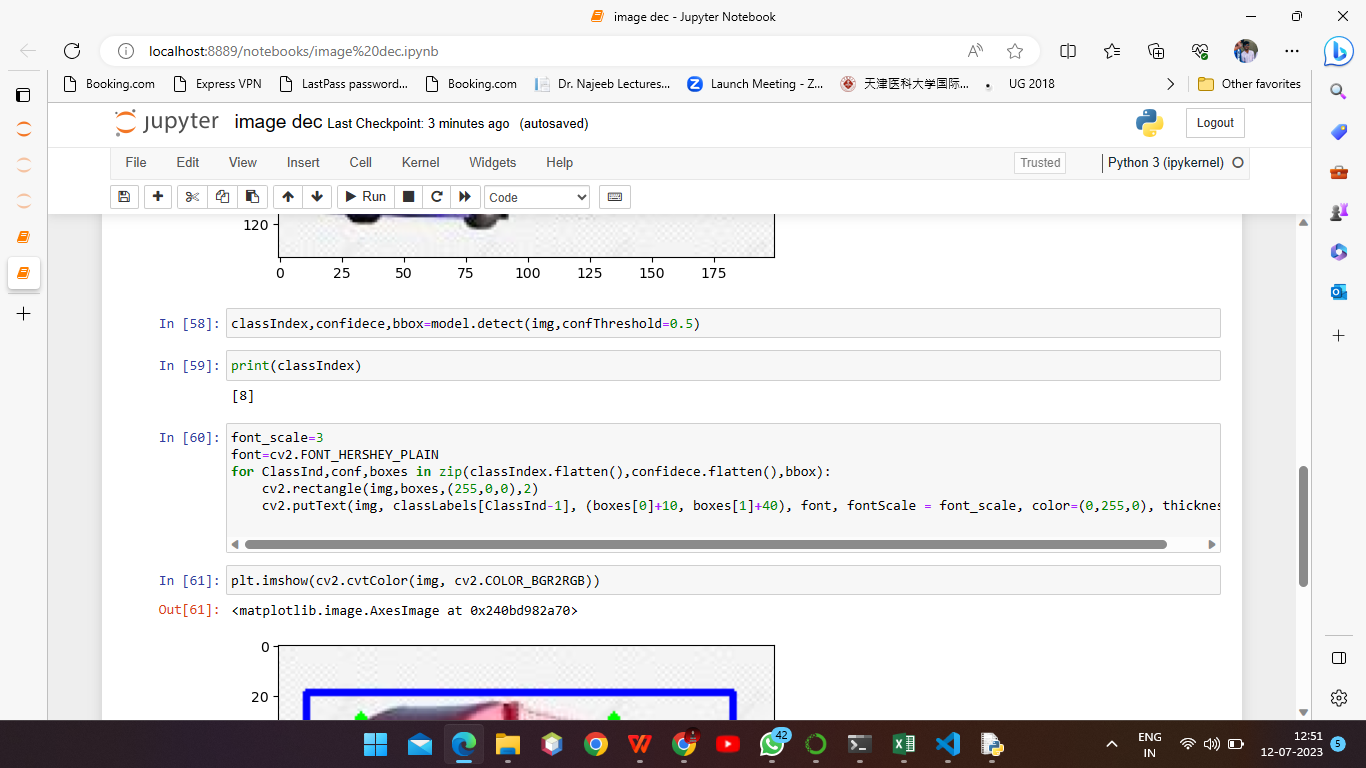 image dec - Jupyter Notebook
localhost:8889/notebooks/image%20dec.ipynb
Booking.com
Express VPN
LastPass password...
Booking.com
Dr. Najeeb Lectures...
Launch Meeting - Z...
天津医科大学国际...
UG 2018
Other favorites
jupyter image dec Last Checkpoint: 3 minutes ago (autosaved)
Logout
File Edit View Insert Cell Kernel Widgets Help
Trusted
Python 3 (ipykernel)
Run
Code
120
0 25 50 75 100 125 150 175
In [58]: classIndex,confidece,bbox=model.detect(img,confThreshold=0.5)
In [59]: print(classIndex)
[8]
In [60]: font_scale=3
font=cv2.FONT_HERSHEY_PLAIN
for ClassInd,conf,boxes in zip(classIndex.flatten(),confidece.flatten(),bbox):
    cv2.rectangle(img,boxes,(255,0,0),2)
    cv2.putText(img, classLabels[ClassInd-1], (boxes[0]+10, boxes[1]+40), font, fontScale = font_scale, color=(0,255,0), thicknes
In [61]: plt.imshow(cv2.cvtColor(img, cv2.COLOR_BGR2RGB))
Out[61]: <matplotlib.image.AxesImage at 0x240bd982a70>
0
20
42
ENG
IN
12:51
12-07-2023
5